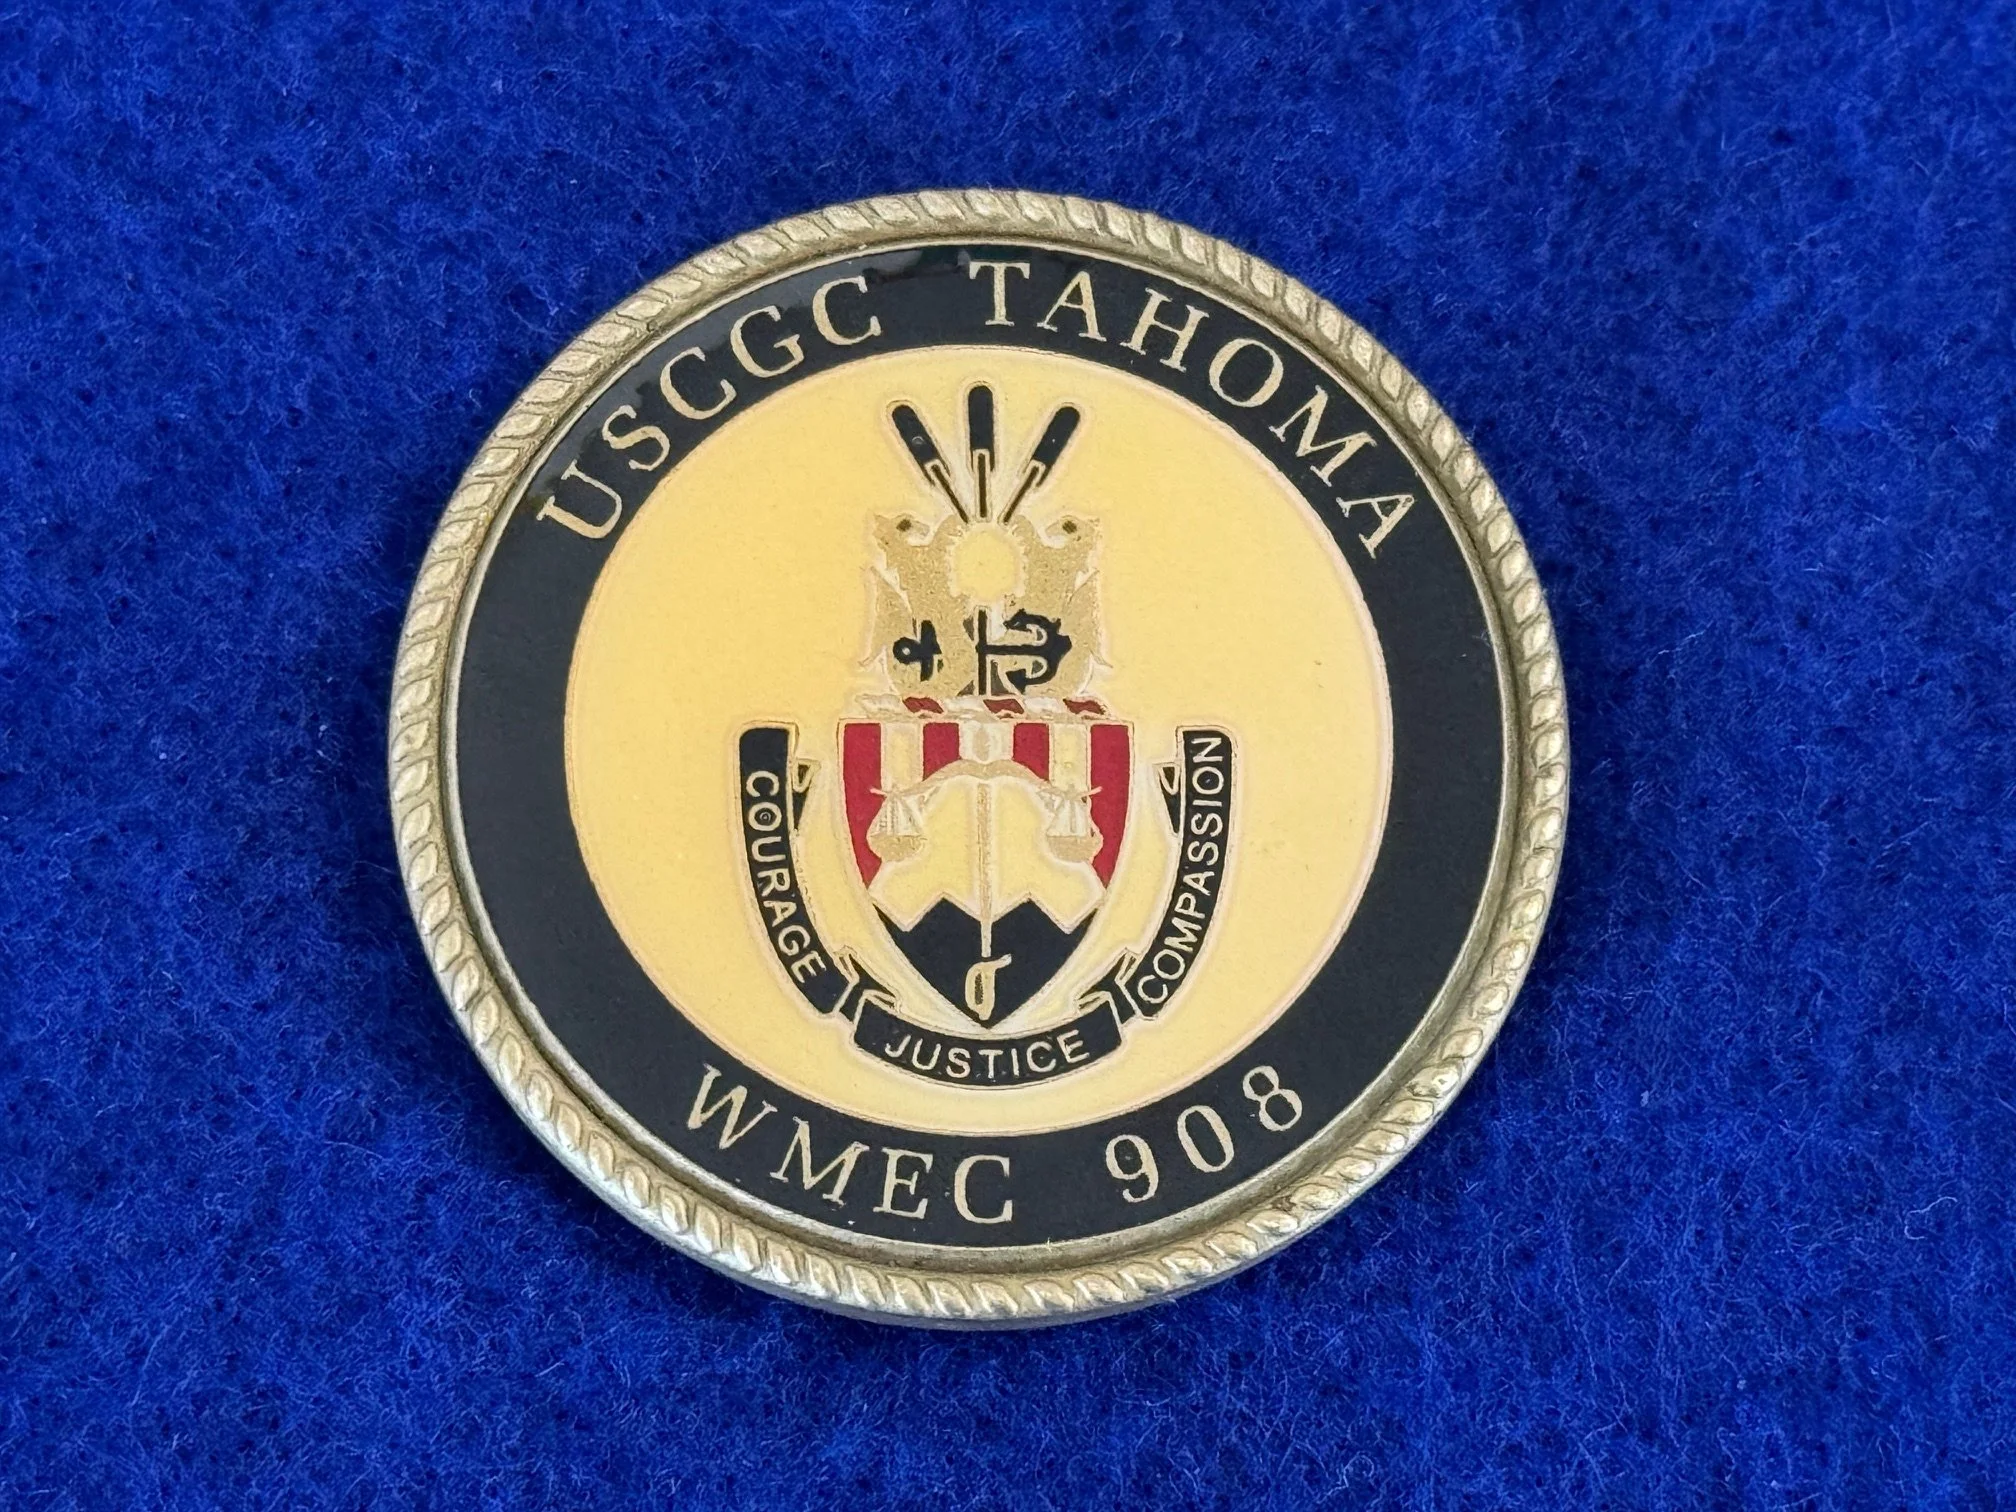 USCGC TAHOMA
COURAGE
JUSTICE
COMPASSION
WMEC 908